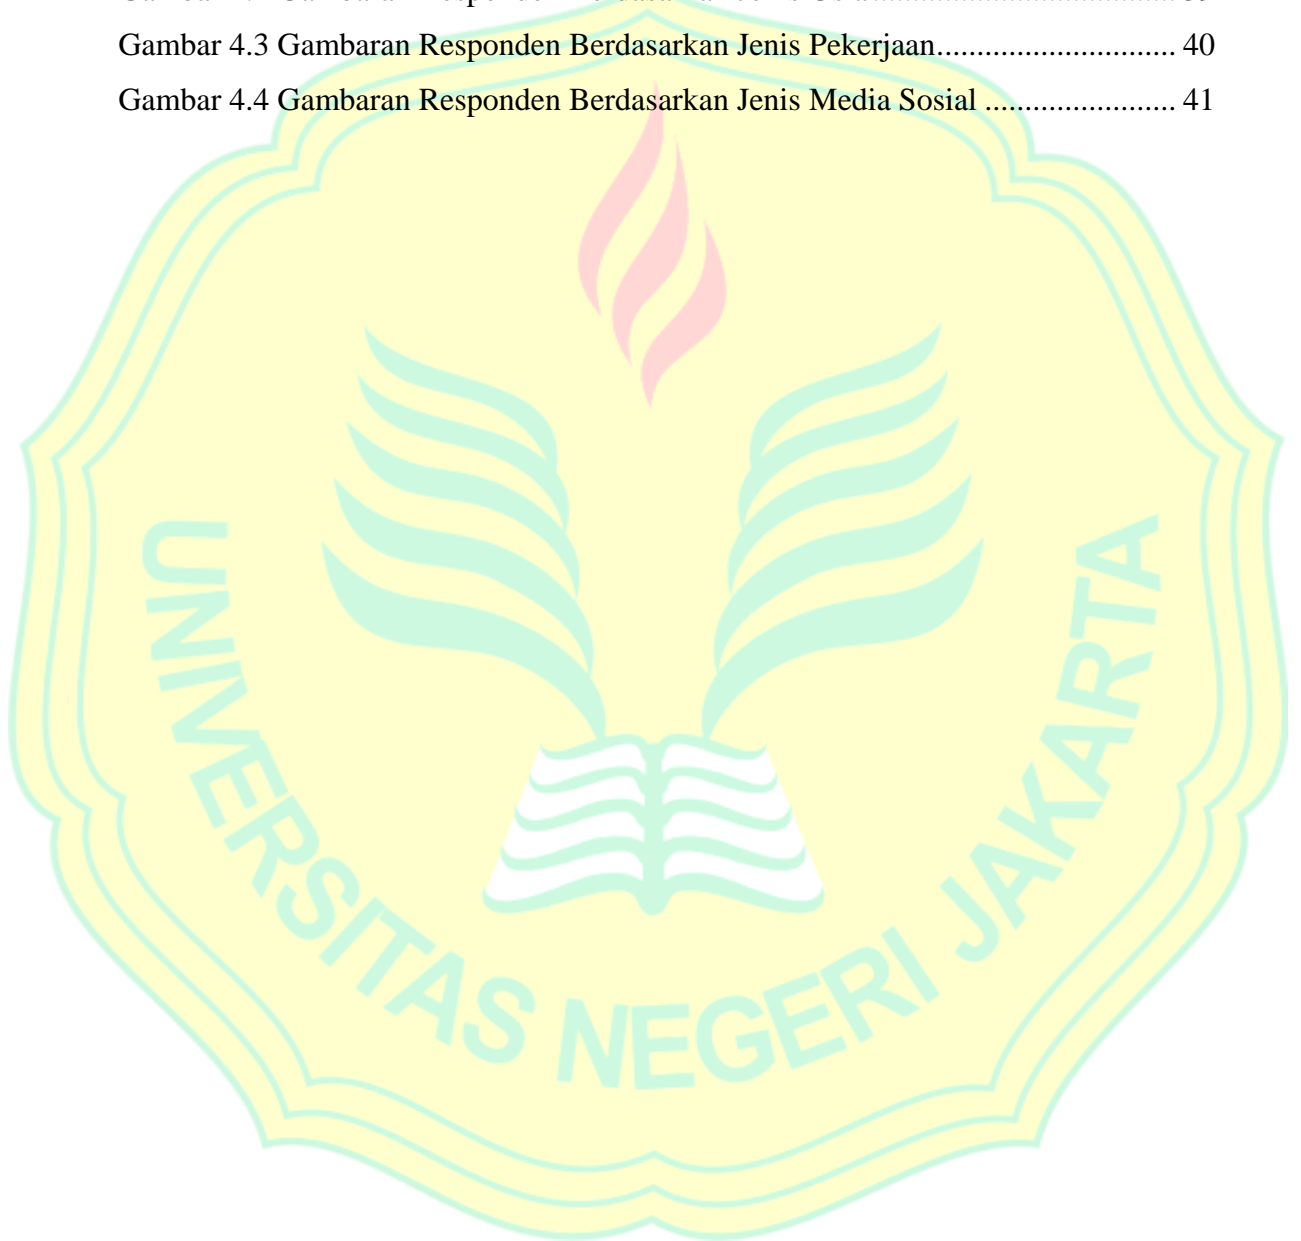 Gambar 4.3 Gambaran Responden Berdasarkan Jenis Pekerjaan........................... 40
Gambar 4.4 Gambaran Responden Berdasarkan Jenis Media Sosial ....................... 41
UNIVERSITAS NEGERI JAKARTA